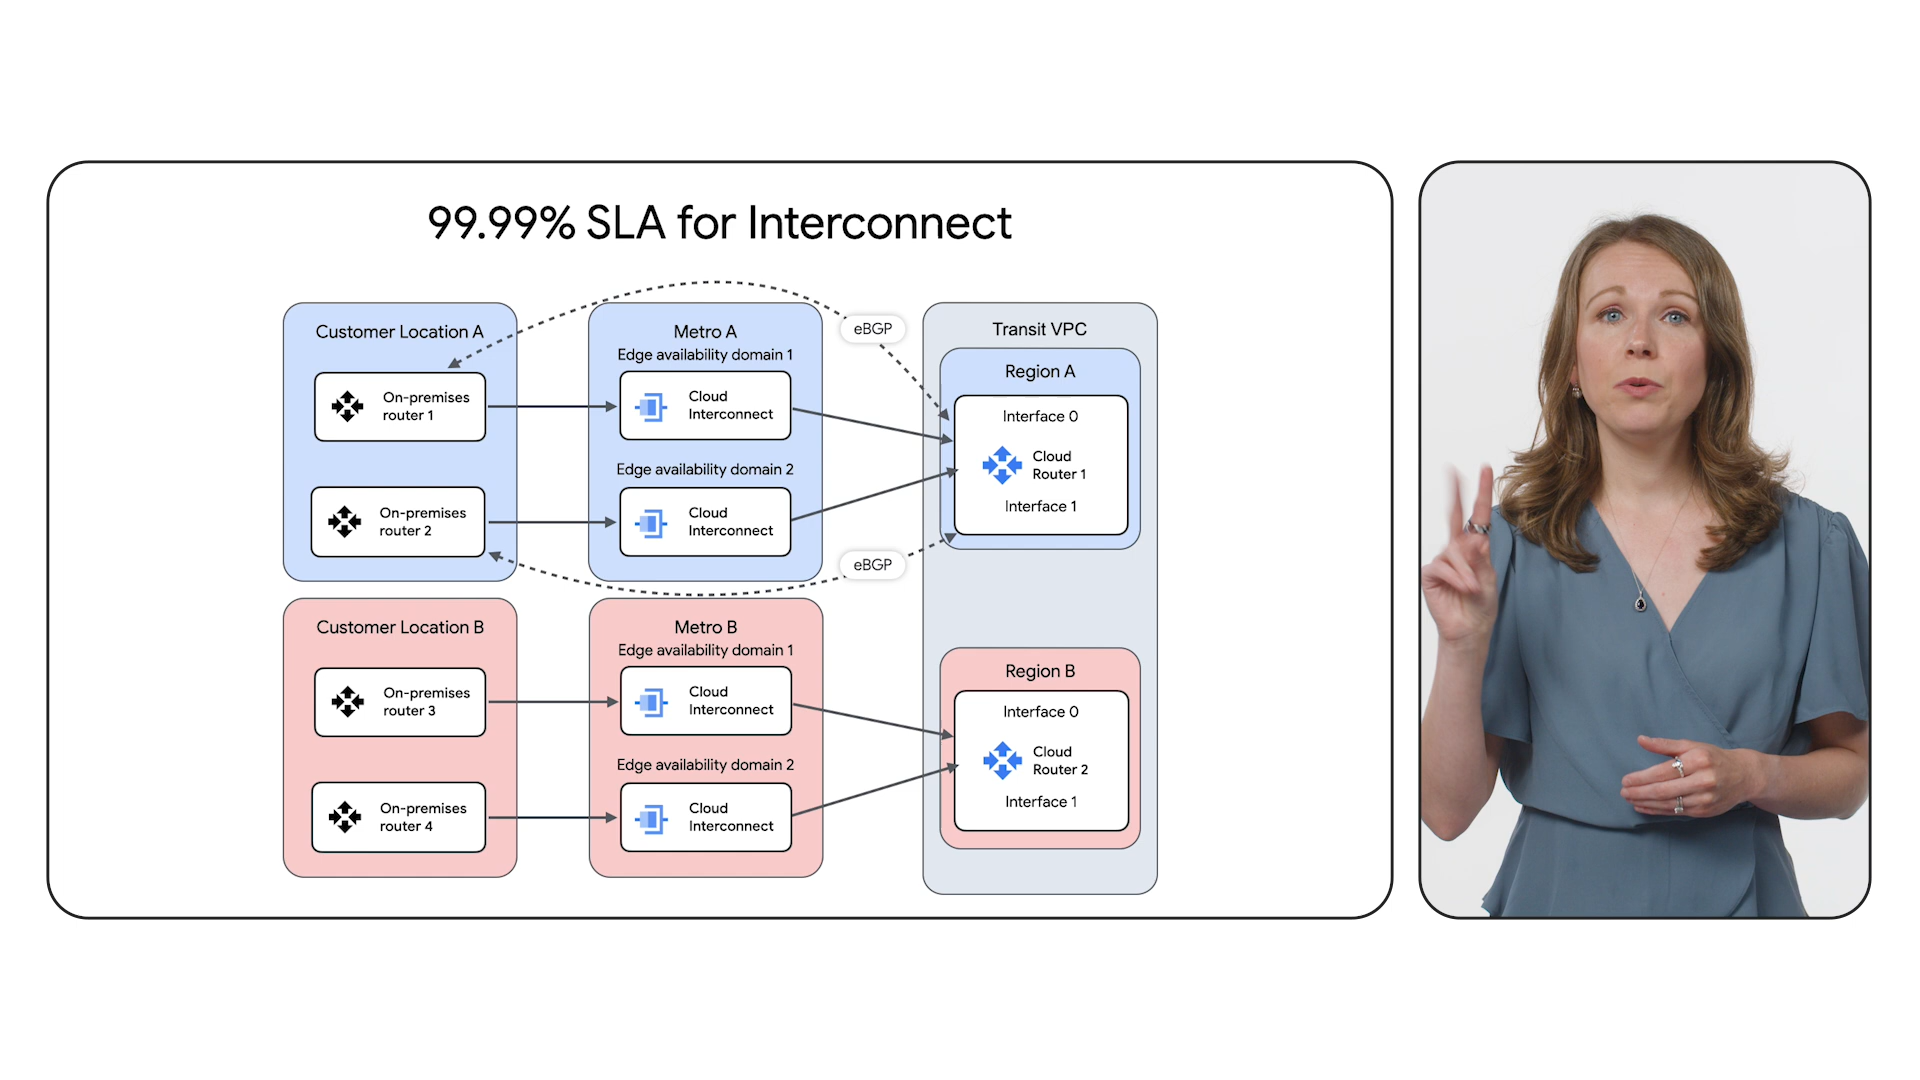 99.99% SLA for Interconnect
Customer Location A
On-premises
router 1
On-premises
router 2
Metro A
Edge availability domain 1
Cloud
Interconnect
Edge availability domain 2
Cloud
Interconnect
eBGP
eBGP
Transit VPC
Region A
Interface 0
Cloud
Router 1
Interface 1
Customer Location B
On-premises
router 3
On-premises
router 4
Metro B
Edge availability domain 1
Cloud
Interconnect
Edge availability domain 2
Cloud
Interconnect
Region B
Interface 0
Cloud
Router 2
Interface 1